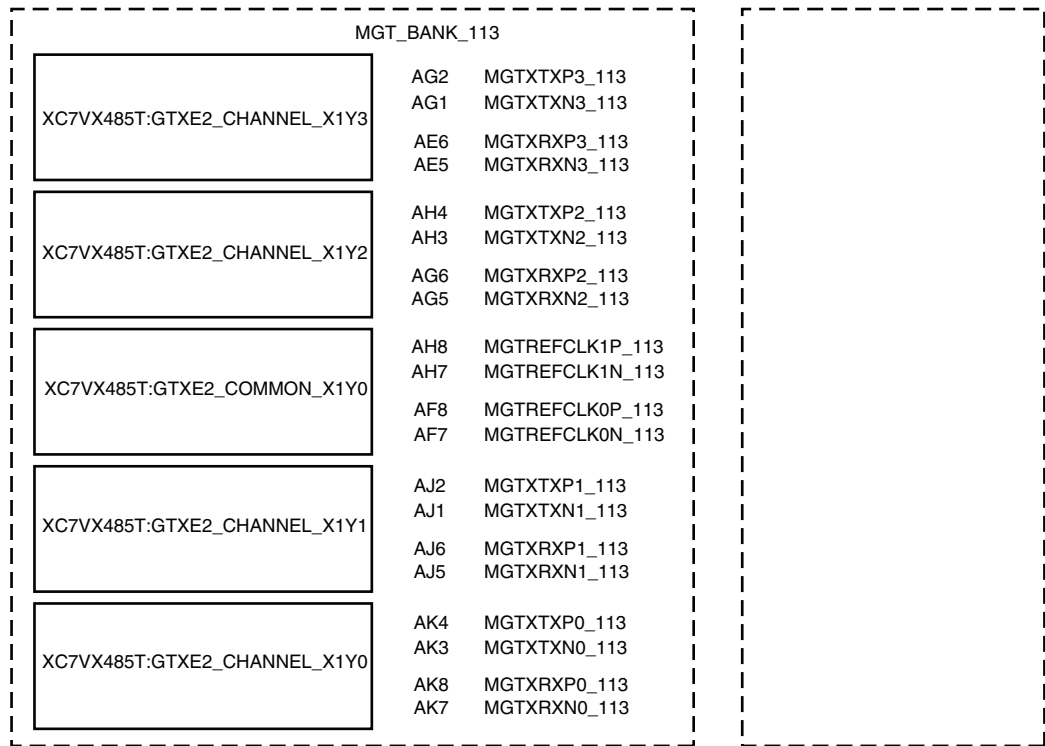 MGT_BANK_113
XC7VX485T:GTXE2_CHANNEL_X1Y3
AG2 MGTXTXP3_113
AG1 MGTXTXN3_113
AE6 MGTXRXP3_113
AE5 MGTXRXN3_113
XC7VX485T:GTXE2_CHANNEL_X1Y2
AH4 MGTXTXP2_113
AH3 MGTXTXN2_113
AG6 MGTXRXP2_113
AG5 MGTXRXN2_113
XC7VX485T:GTXE2_COMMON_X1Y0
AH8 MGTREFCLK1P_113
AH7 MGTREFCLK1N_113
AF8 MGTREFCLK0P_113
AF7 MGTREFCLK0N_113
XC7VX485T:GTXE2_CHANNEL_X1Y1
AJ2 MGTXTXP1_113
AJ1 MGTXTXN1_113
AJ6 MGTXRXP1_113
AJ5 MGTXRXN1_113
XC7VX485T:GTXE2_CHANNEL_X1Y0
AK4 MGTXTXP0_113
AK3 MGTXTXN0_113
AK8 MGTXRXP0_113
AK7 MGTXRXN0_113